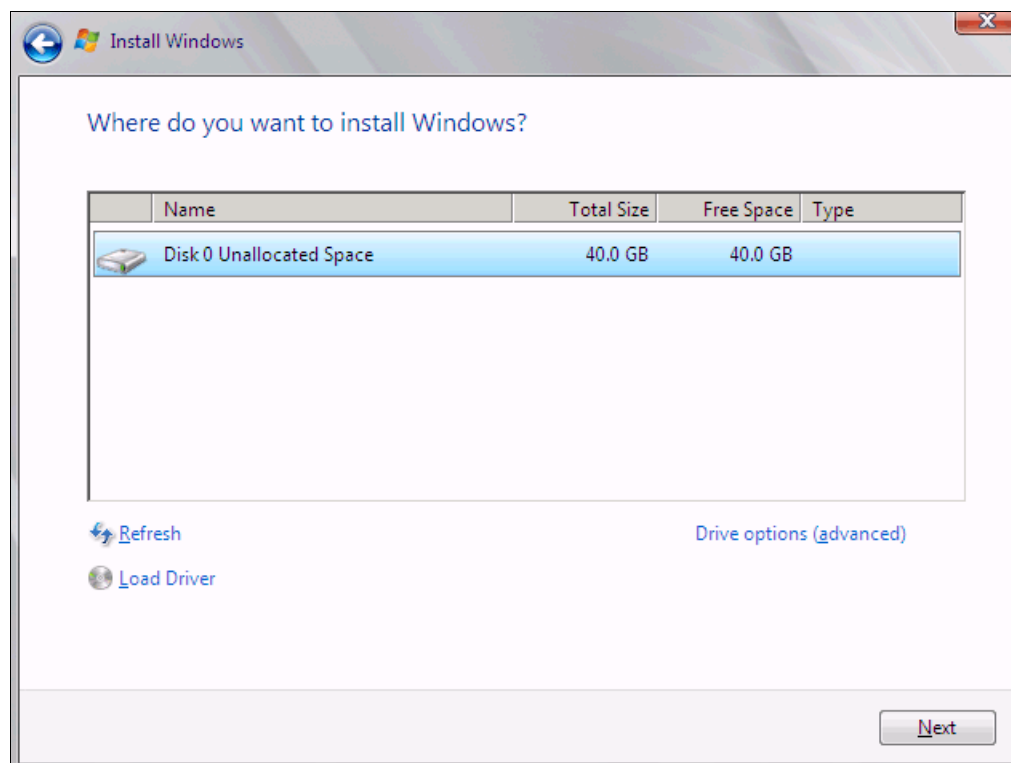 Install Windows
Where do you want to install Windows?
Name Total Size Free Space Type
Disk 0 Unallocated Space 40.0 GB 40.0 GB
Refresh Drive options (advanced)
Load Driver
Next